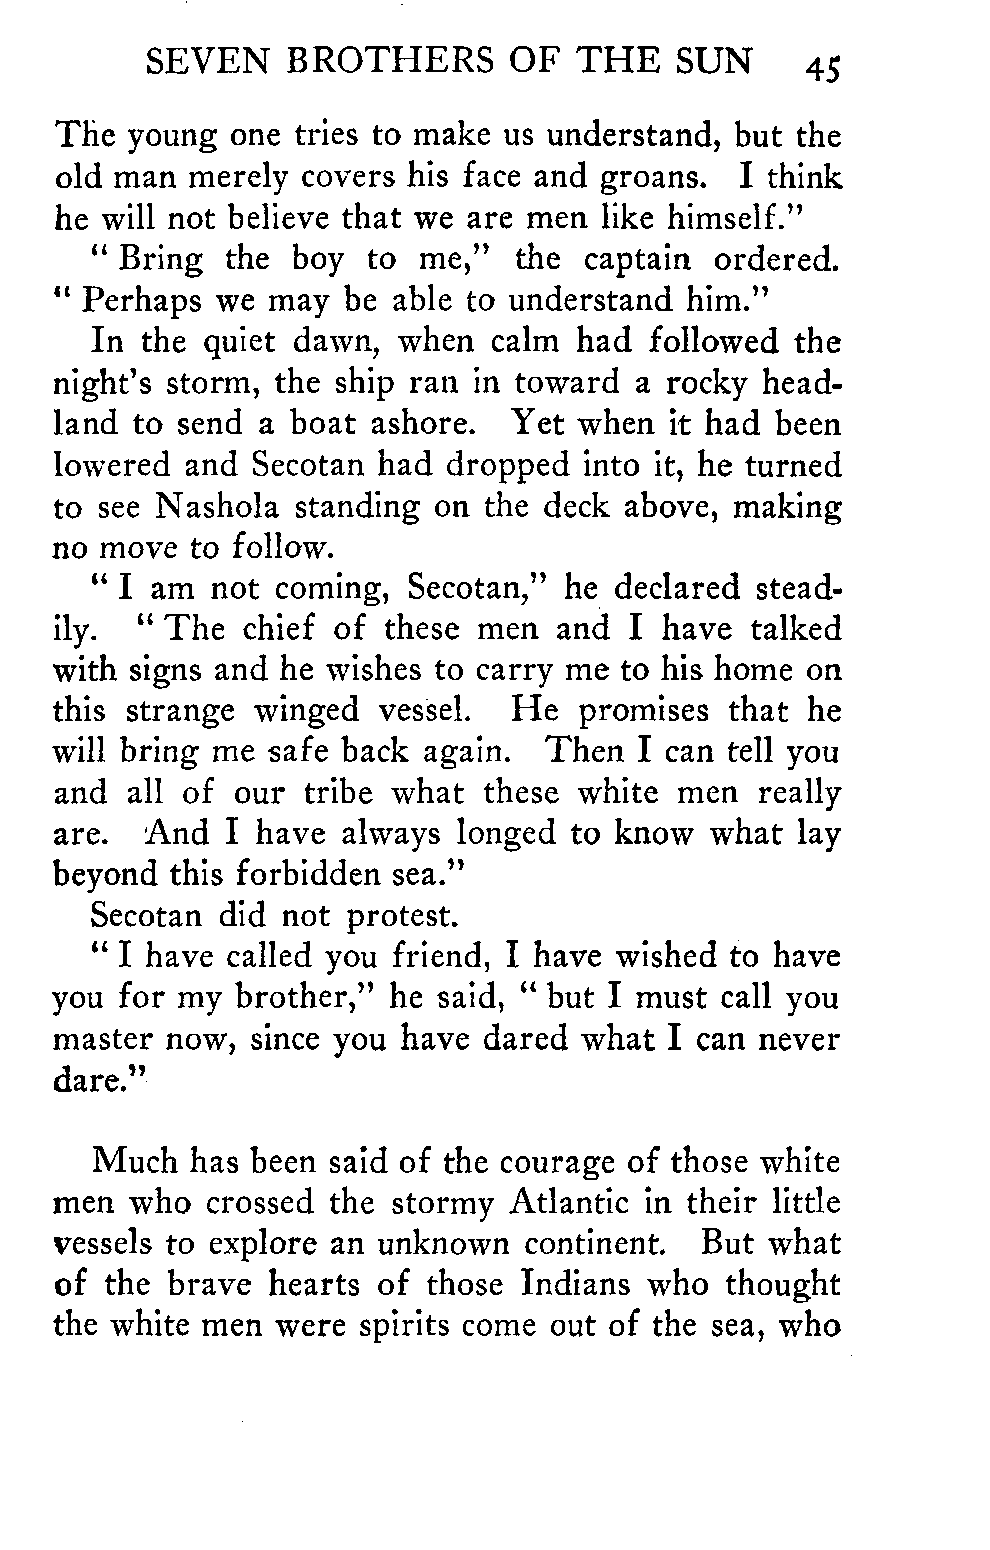 SEVEN BROTHERS OF THE SUN 45
The young one tries to make us understand, but the
old man merely covers his face and groans. I think
he will not believe that we are men like himself."
"Bring the boy to me," the captain ordered.
"Perhaps we may be able to understand him."
In the quiet dawn, when calm had followed the
night's storm, the ship ran in toward a rocky head-
land to send a boat ashore. Yet when it had been
lowered and Secotan had dropped into it, he turned
to see Nashola standing on the deck above, making
no move to follow.
"I am not coming, Secotan," he declared stead-
ily. "The chief of these men and I have talked
with signs and he wishes to carry me to his home on
this strange winged vessel. He promises that he
will bring me safe back again. Then I can tell you
and all of our tribe what these white men really
are. And I have always longed to know what lay
beyond this forbidden sea."
Secotan did not protest.
"I have called you friend, I have wished to have
you for my brother," he said, "but I must call you
master now, since you have dared what I can never
dare."
Much has been said of the courage of those white
men who crossed the stormy Atlantic in their little
vessels to explore an unknown continent. But what
of the brave hearts of those Indians who thought
the white men were spirits come out of the sea, who